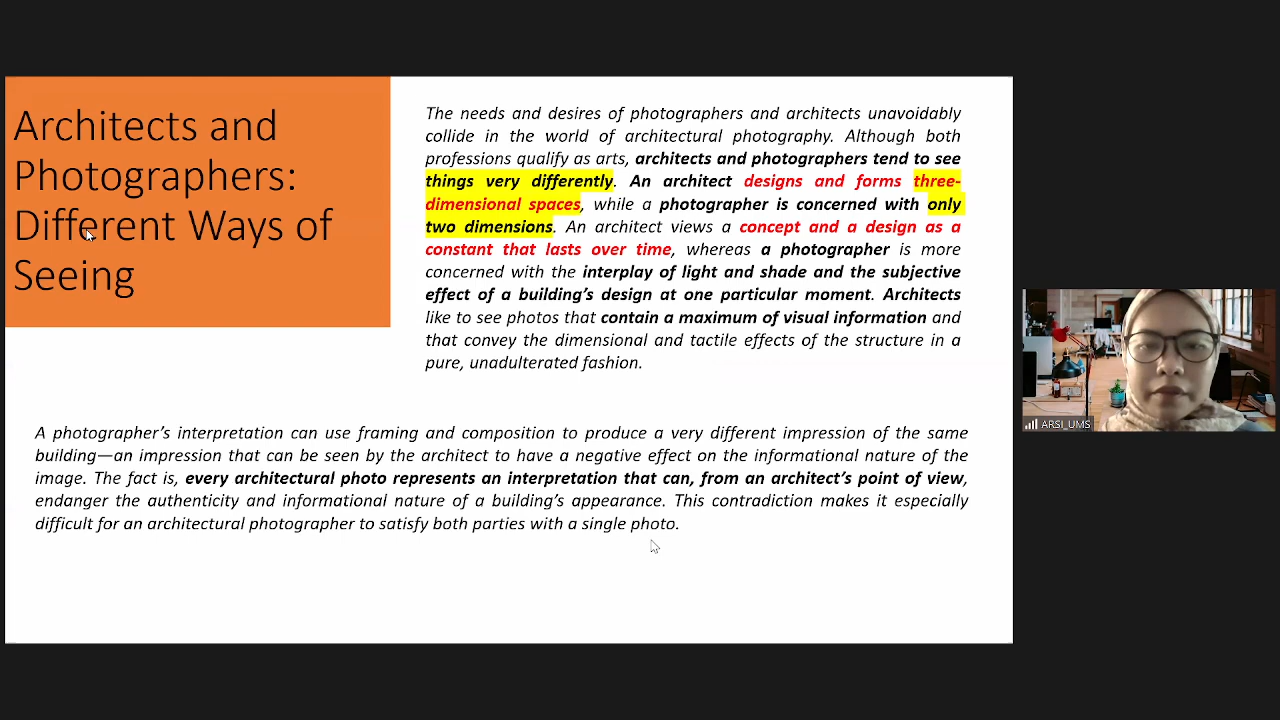 Architects and
Photographers:
Different Ways of
Seeing
The needs and desires of photographers and architects unavoidably
collide in the world of architectural photography. Although both
professions qualify as arts, architects and photographers tend to see
things very differently. An architect designs and forms three-
dimensional spaces, while a photographer is concerned with only
two dimensions. An architect views a concept and a design as a
constant that lasts over time, whereas a photographer is more
concerned with the interplay of light and shade and the subjective
effect of a building’s design at one particular moment. Architects
like to see photos that contain a maximum of visual information and
that convey the dimensional and tactile effects of the structure in a
pure, unadulterated fashion.
A photographer’s interpretation can use framing and composition to produce a very different impression of the same
building—an impression that can be seen by the architect to have a negative effect on the informational nature of the
image. The fact is, every architectural photo represents an interpretation that can, from an architect’s point of view,
endanger the authenticity and informational nature of a building’s appearance. This contradiction makes it especially
difficult for an architectural photographer to satisfy both parties with a single photo.
ARSI_UMS